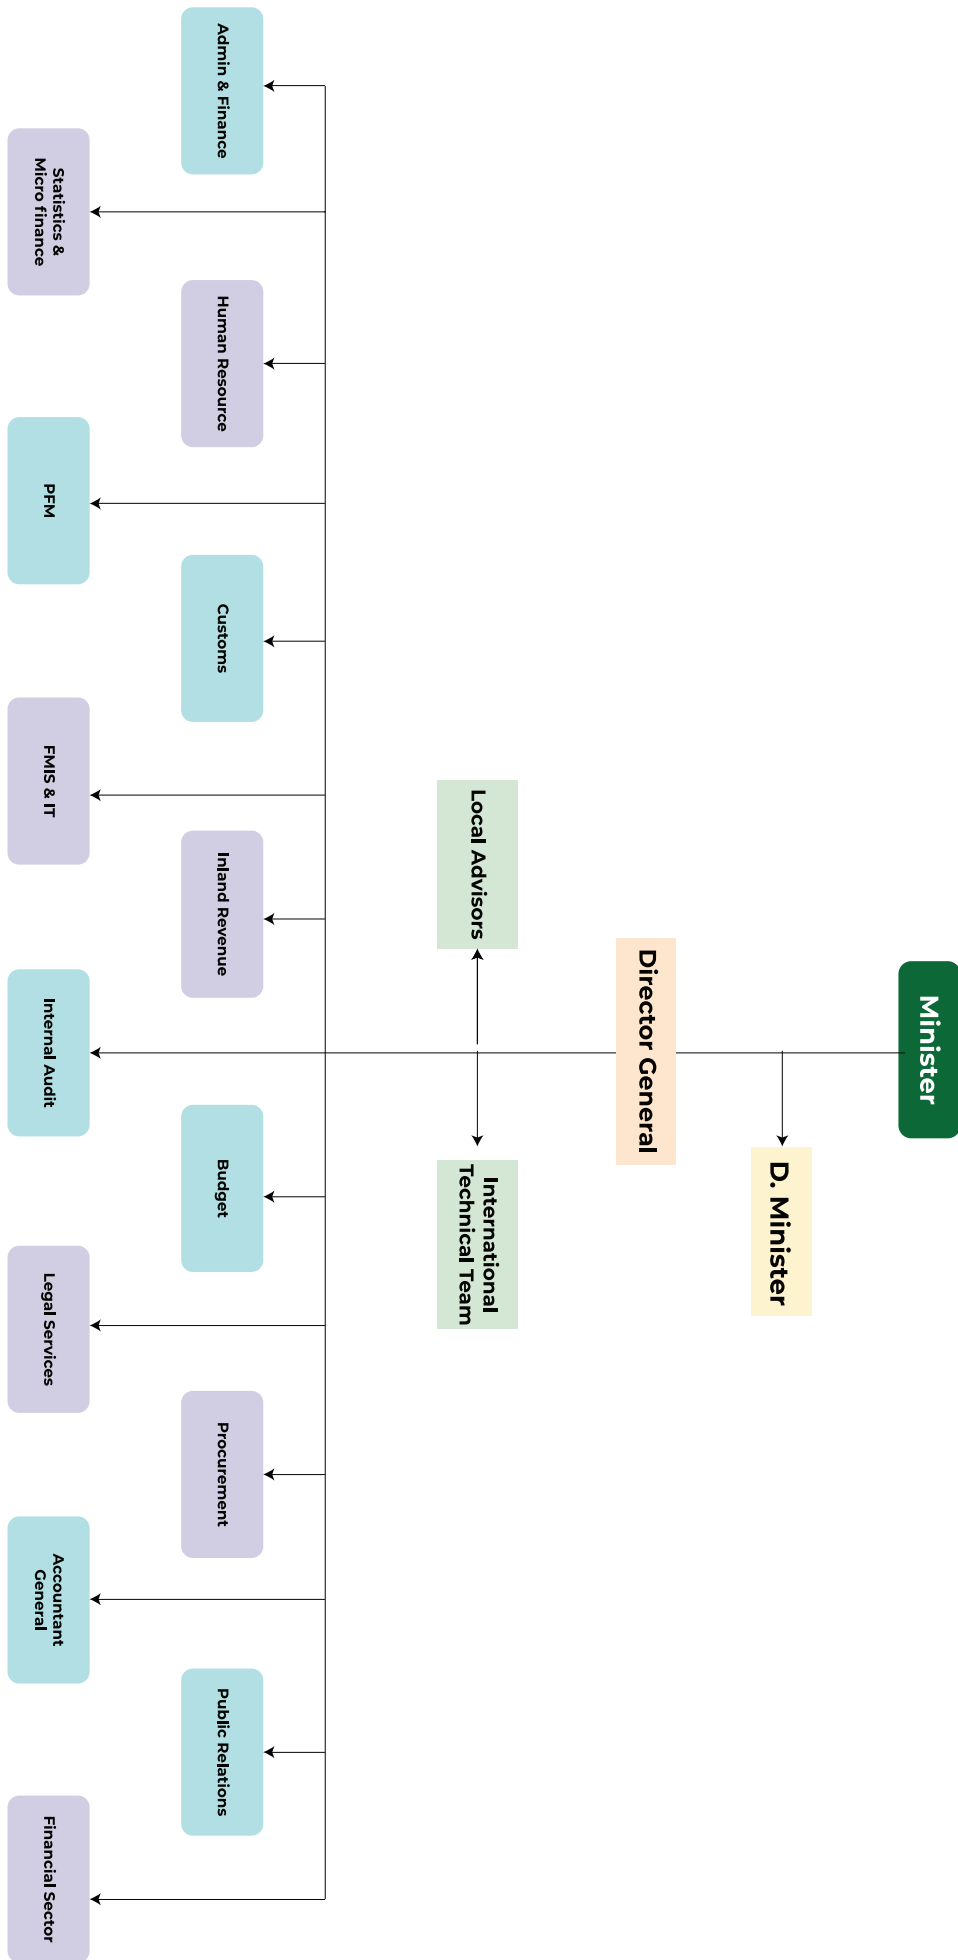 Minister
D. Minister
Director General
Local Advisors
International
Technical Team
Admin & Finance
Human Resource
Customs
Inland Revenue
Budget
Procurement
Public Relations
Statistics &
Micro finance
PFM
FMIS & IT
Internal Audit
Legal Services
Accountant
General
Financial Sector